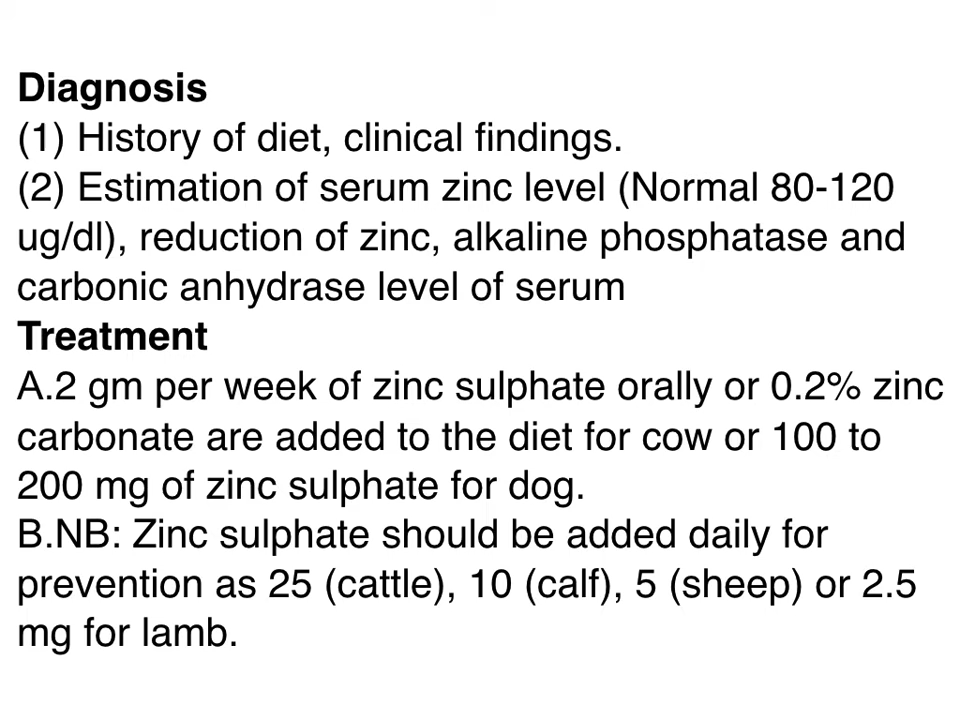 Diagnosis
(1) History of diet, clinical findings.
(2) Estimation of serum zinc level (Normal 80-120
ug/dl), reduction of zinc, alkaline phosphatase and
carbonic anhydrase level of serum
Treatment
A.2 gm per week of zinc sulphate orally or 0.2% zinc
carbonate are added to the diet for cow or 100 to
200 mg of zinc sulphate for dog.
B.NB: Zinc sulphate should be added daily for
prevention as 25 (cattle), 10 (calf), 5 (sheep) or 2.5
mg for lamb.